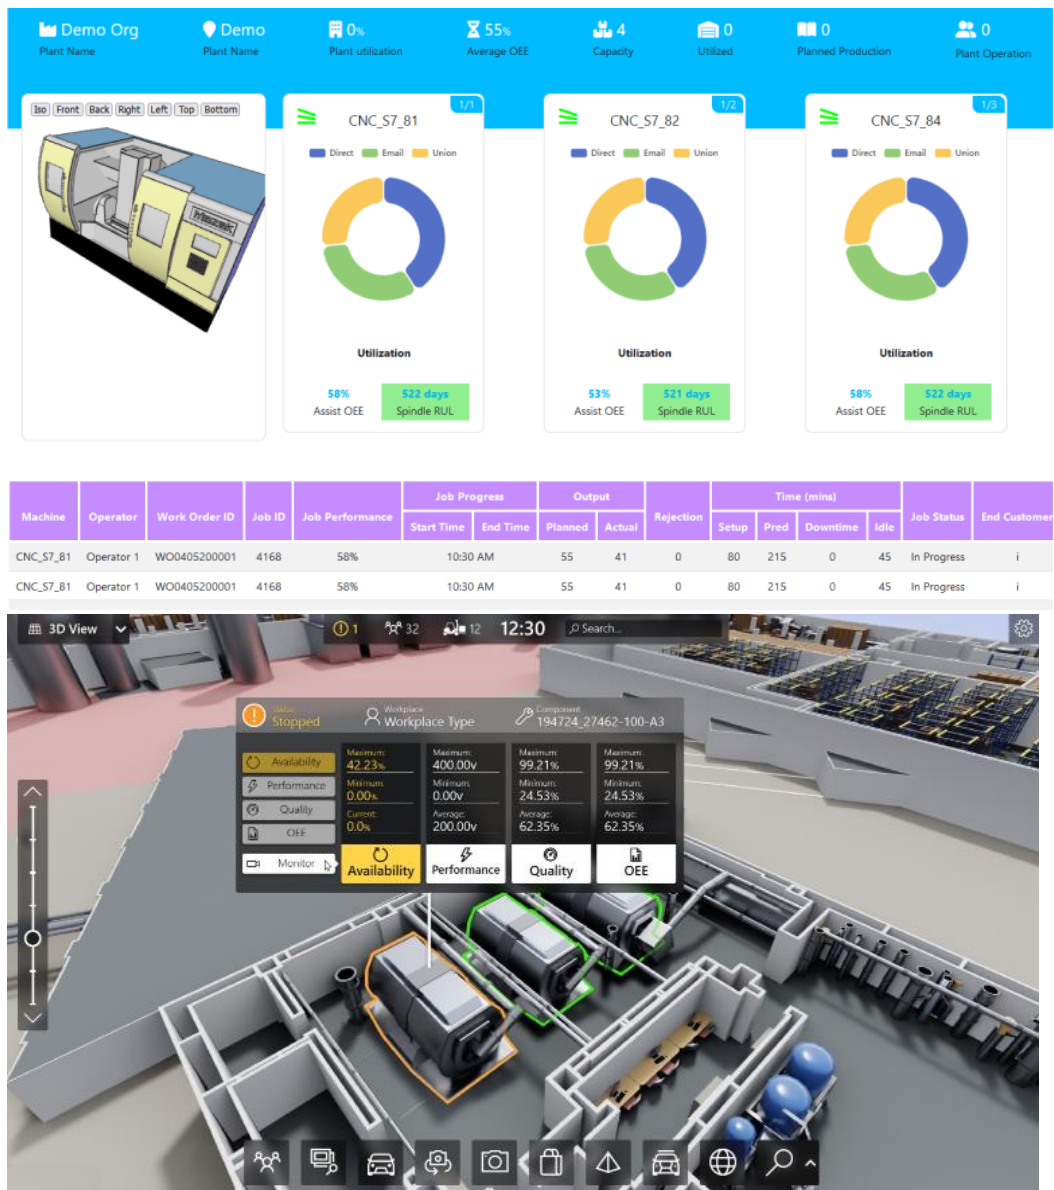 Demo Org
Plant Name
Demo
Plant Name
0%
Plant utilization
55%
Average OEE
4
Capacity
0
Utilized
0
Planned Production
0
Plant Operation
Iso Front Back Right Left Top Bottom
Mazak
1/1
CNC_S7_81
Direct Email Union
Utilization
58%
Assist OEE
522 days
Spindle RUL
1/2
CNC_S7_82
Direct Email Union
Utilization
53%
Assist OEE
521 days
Spindle RUL
1/3
CNC_S7_84
Direct Email Union
Utilization
58%
Assist OEE
522 days
Spindle RUL
Machine Operator Work Order ID Job ID Job Performance Job Progress Output Rejection Time (mins) Job Status End Customer
Start Time End Time Planned Actual Setup Pred Downtime Idle
CNC_S7_81 Operator 1 WO0405200001 4168 58% 10:30 AM 55 41 0 80 215 0 45 In Progress i
CNC_S7_81 Operator 1 WO0405200001 4168 58% 10:30 AM 55 41 0 80 215 0 45 In Progress i
3D View 1 32 12 12:30 Search...
Status
Stopped
Workplace
Workplace Type
Component
194724_27462-100-A3
Availability
Performance
Quality
OEE
Monitor
Maximum:
42.23%
Minimum:
0.00%
Current:
0.0%
Availability
Maximum:
400.00v
Minimum:
0.00v
Average:
200.00v
Performance
Maximum:
99.21%
Minimum:
24.53%
Average:
62.35%
Quality
Maximum:
99.21%
Minimum:
24.53%
Average:
62.35%
OEE